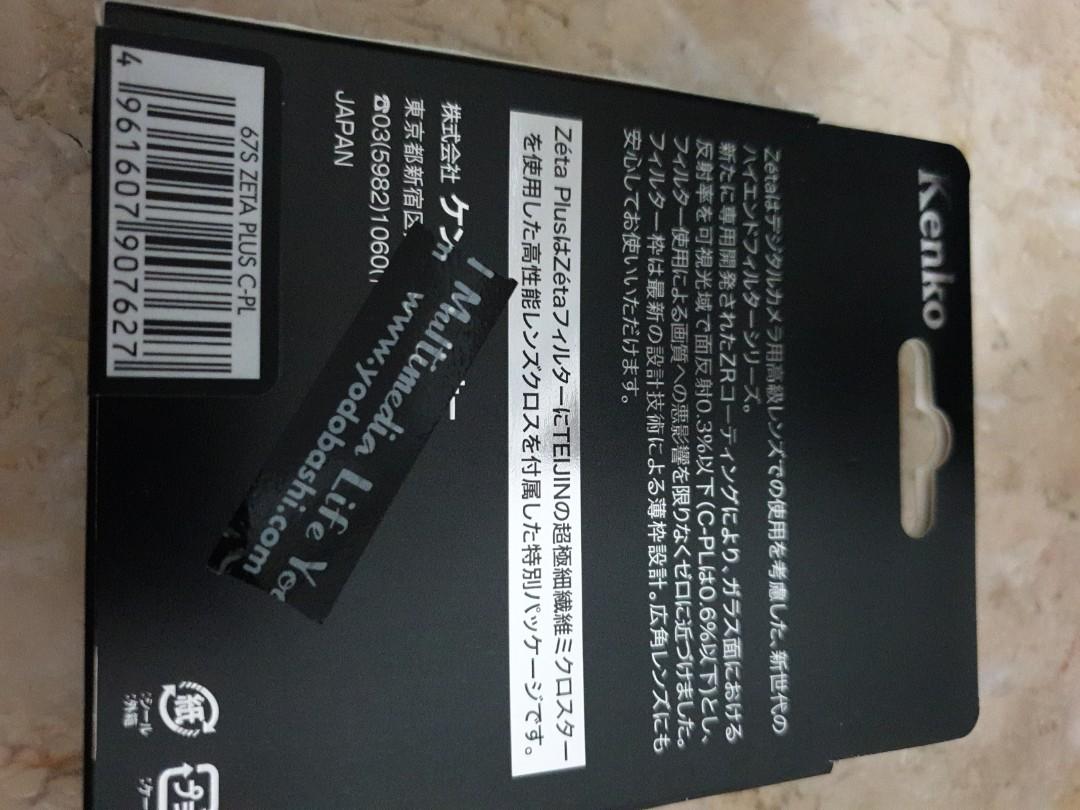 Kenko
Zétaはデジタルカメラ用高級レンズでの使用を考慮した、新世代の
ハイエンドフィルターシリーズ。
新たに専用開発されたZRコーティングにより、ガラス面における
反射率を可視光域で面反射0.3%以下(C-PLは0.6%以下)とし、
フィルター使用による画質への悪影響を限りなくゼロに近づけました。
フィルター枠は最新の設計技術による薄枠設計。広角レンズにも
安心してお使いいただけます。
Zéta PlusはZétaフィルターにTEIJINの超極細繊維ミクロスター
を使用した高性能レンズクロスを付属した特別パッケージです。
株式会社 ケン
東京都新宿区
☎03(5982)1060
JAPAN
Multimedia Life
www.yodobashi.com
67S ZETA PLUS C-PL
4 961607 907627
紙
シール
:外箱
プラ
:ケー